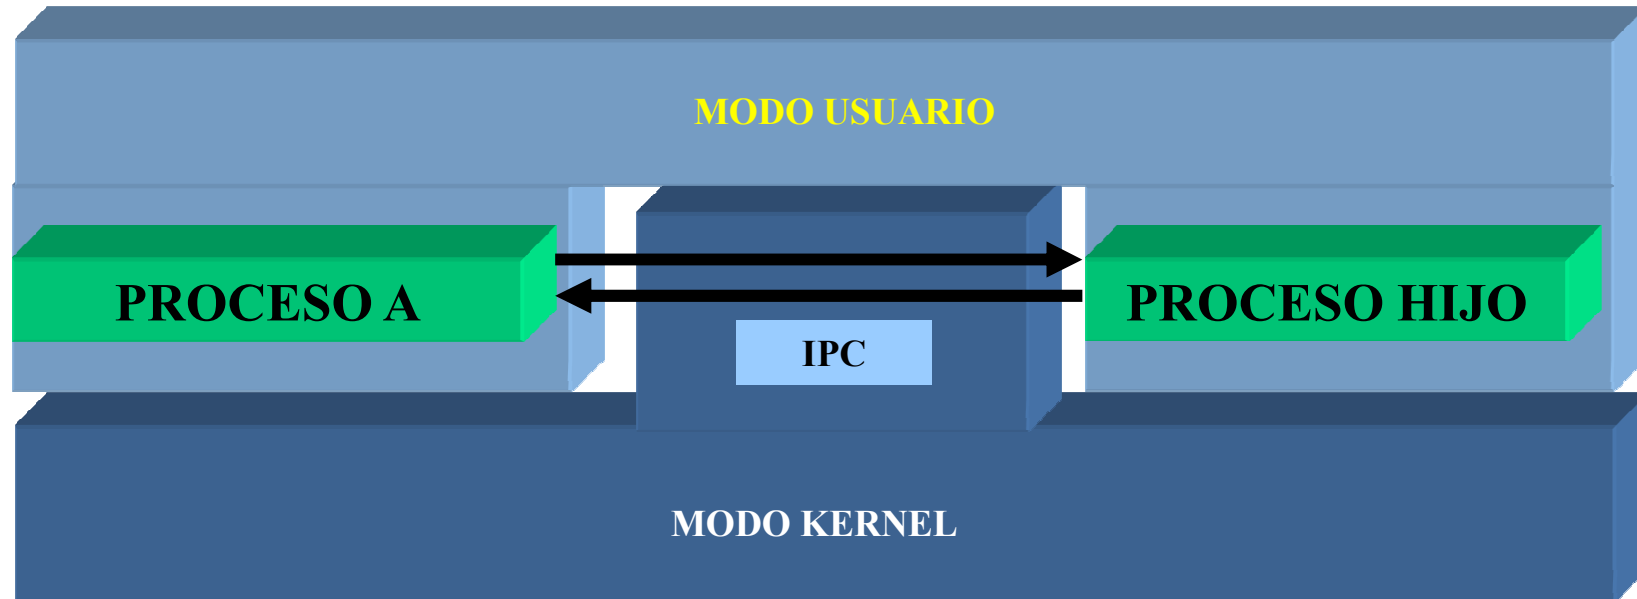 MODO USUARIO
PROCESO A
PROCESO HIJO
IPC
MODO KERNEL